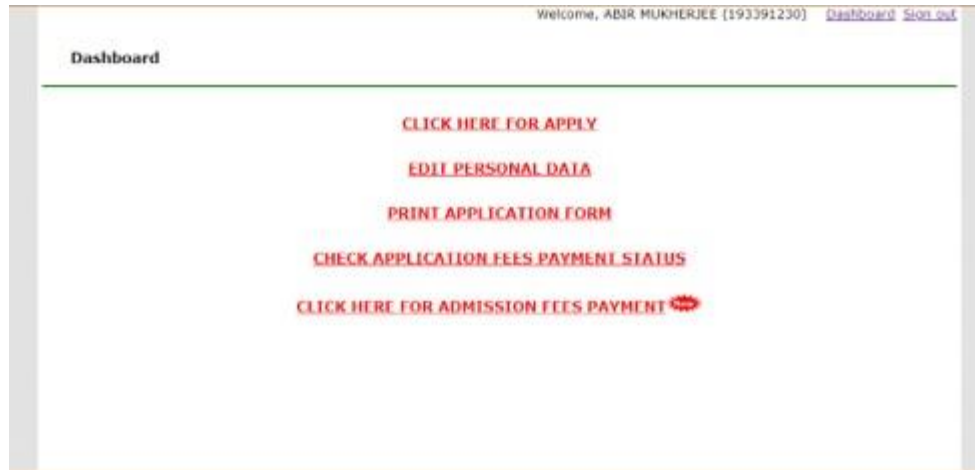 Welcome, ABIR MUKHERJEE (193391230) Dashboard Sign out
Dashboard
CLICK HERE FOR APPLY
EDIT PERSONAL DATA
PRINT APPLICATION FORM
CHECK APPLICATION FEES PAYMENT STATUS
CLICK HERE FOR ADMISSION FEES PAYMENT New